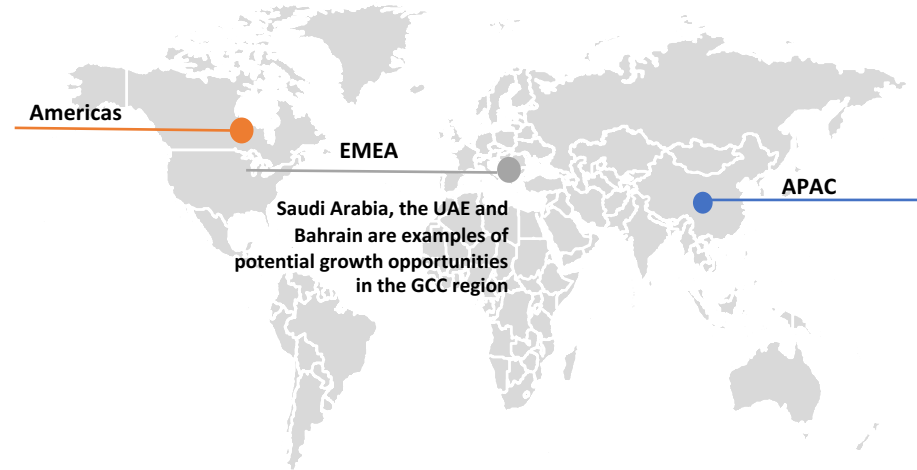 Americas
EMEA
Saudi Arabia, the UAE and
Bahrain are examples of
potential growth opportunities
in the GCC region
APAC